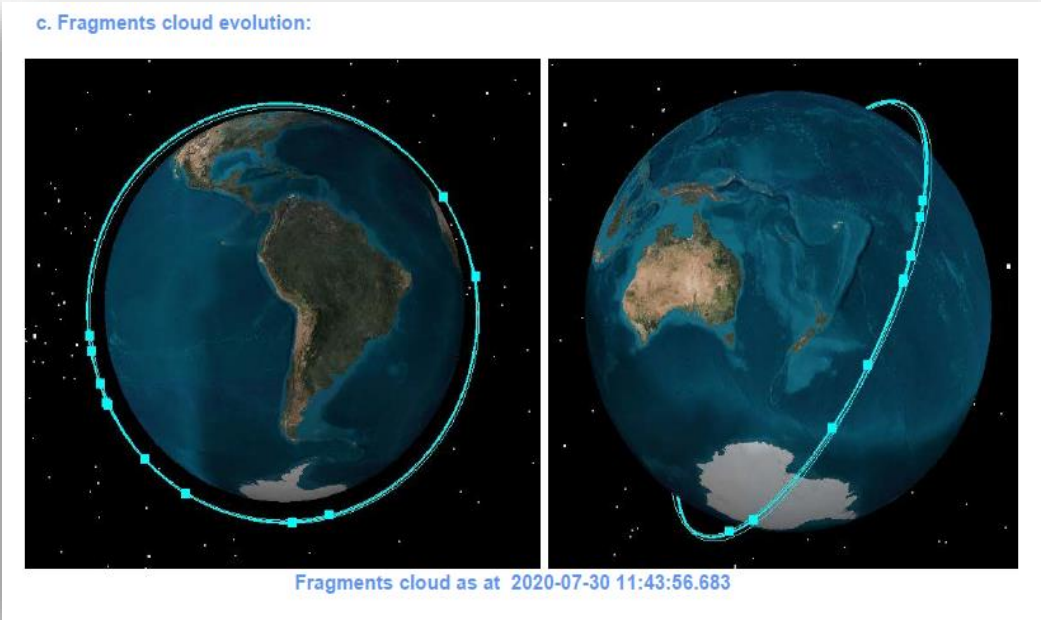 c. Fragments cloud evolution:
Fragments cloud as at 2020-07-30 11:43:56.683